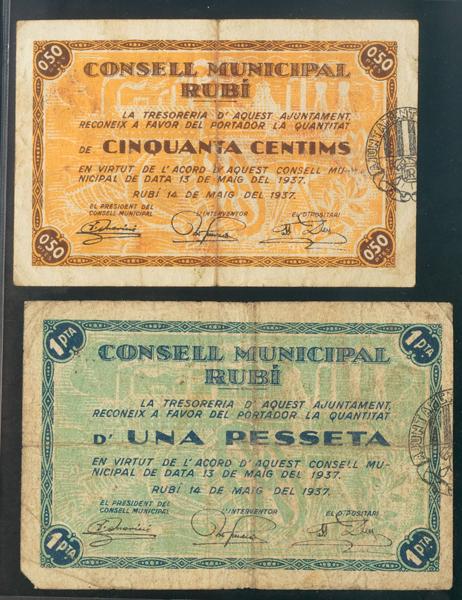 0'50 0'50
CONSELL MUNICIPAL
RUBÍ
LA TRESORERIA D'AQUEST AJUNTAMENT,
RECONEIX A FAVOR DEL PORTADOR LA QUANTITAT
DE CINQUANTA CENTIMS
EN VIRTUT DE L'ACORD D'AQUEST CONSELL MU-
NICIPAL DE DATA 13 DE MAIG DEL 1937.
RUBÍ 14 DE MAIG DEL 1937.
EL PRESIDENT DEL
CONSELL MUNICIPAL
L'INTERVENTOR
EL DIPOSITARI
0'50 0'50
1 PTA 1 PTA
CONSELL MUNICIPAL
RUBÍ
LA TRESORERIA D'AQUEST AJUNTAMENT,
RECONEIX A FAVOR DEL PORTADOR LA QUANTITAT
D' UNA PESSETA
EN VIRTUT DE L'ACORD D'AQUEST CONSELL MU-
NICIPAL DE DATA 13 DE MAIG DEL 1937.
RUBÍ 14 DE MAIG DEL 1937.
EL PRESIDENT DEL
CONSELL MUNICIPAL
L'INTERVENTOR
EL DIPOSITARI
1 PTA 1 PTA